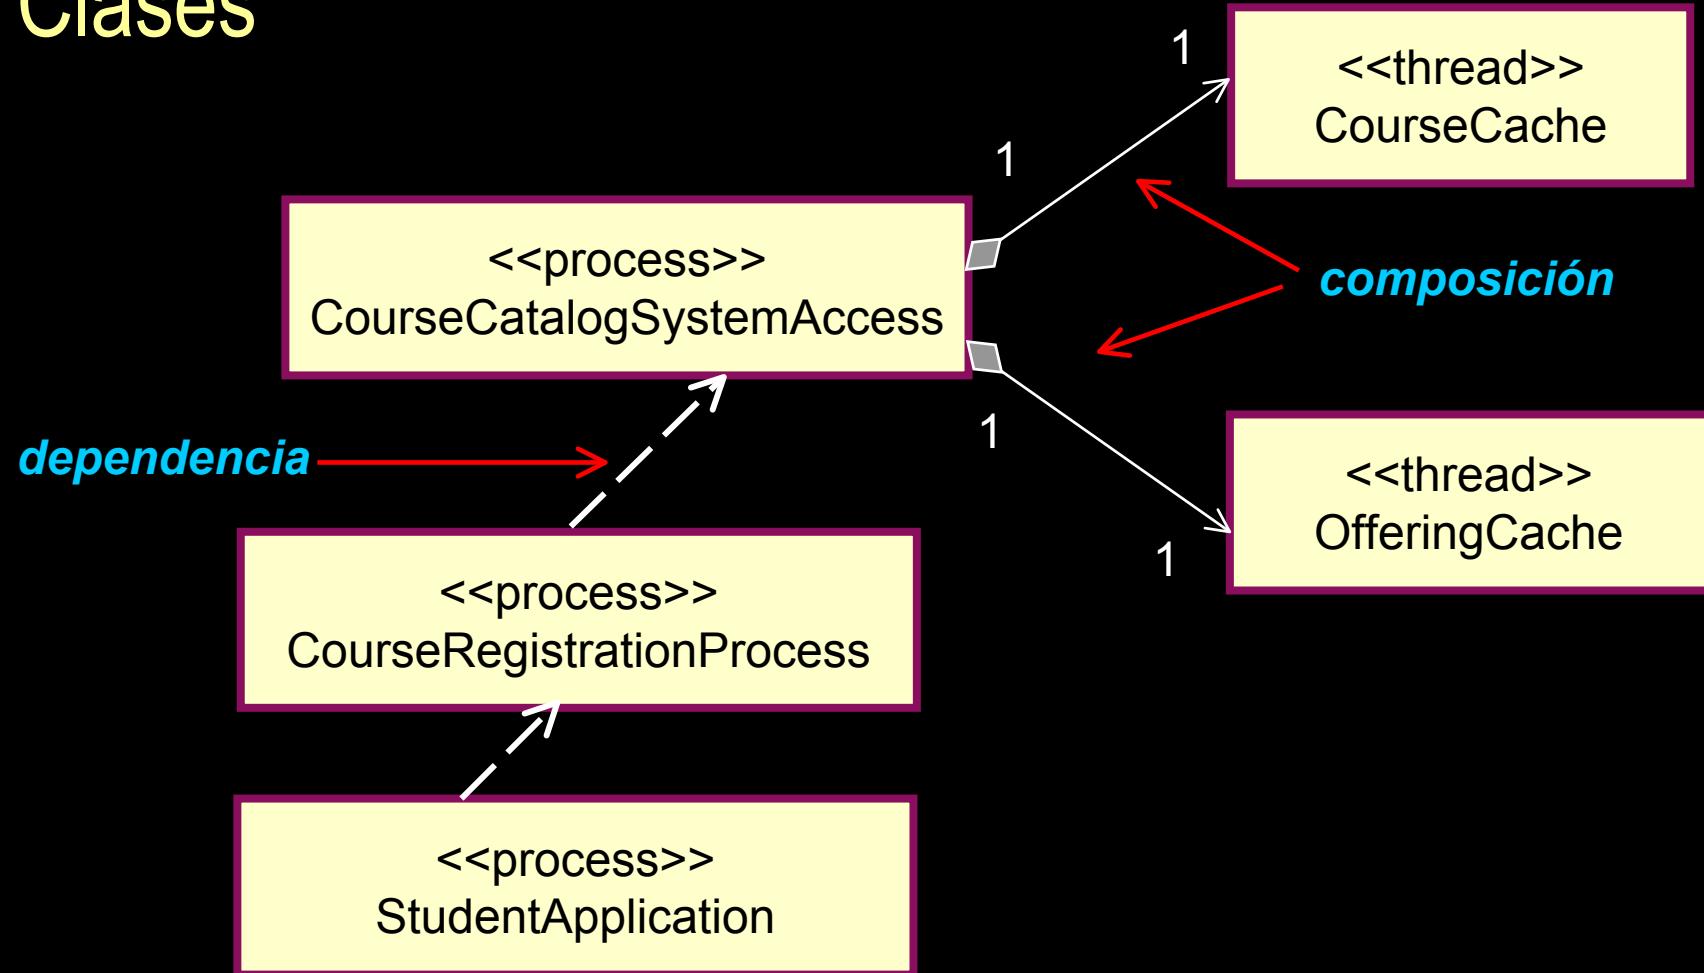 Clases
1
<<thread>>
CourseCache
1
<<process>>
CourseCatalogSystemAccess
composición
1
dependencia
<<thread>>
OfferingCache
1
<<process>>
CourseRegistrationProcess
<<process>>
StudentApplication